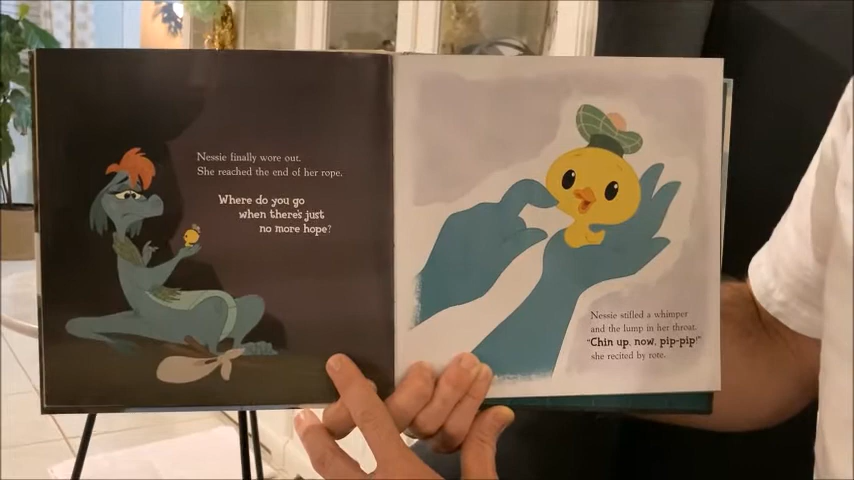 Nessie finally wore out.
She reached the end of her rope.
Where do you go
when there's just
no more hope?
Nessie stifled a whimper
and the lump in her throat.
"Chin up, now, pip-pip!"
she recited by rote.